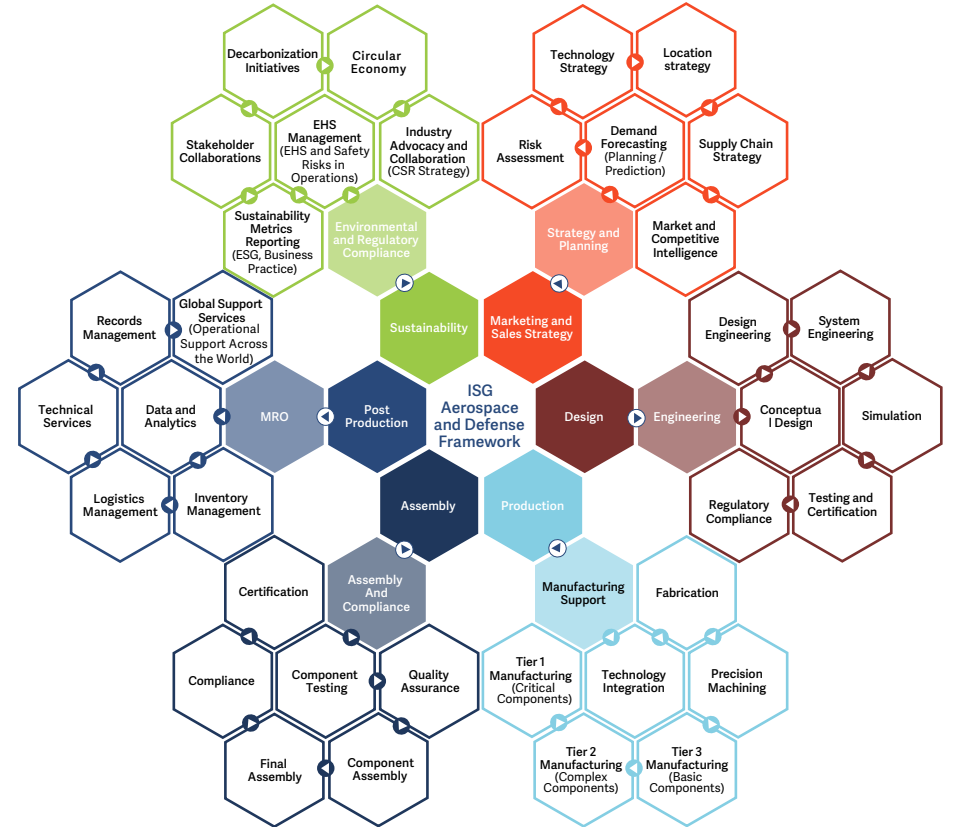 Decarbonization
Initiatives
Circular
Economy
Stakeholder
Collaborations
EHS
Management
(EHS and Safety
Risks in
Operations)
Industry
Advocacy and
Collaboration
(CSR Strategy)
Sustainability
Metrics
Reporting
(ESG, Business
Practice)
Environmental
and Regulatory
Compliance
Sustainability
Technology
Strategy
Location
strategy
Risk
Assessment
Demand
Forecasting
(Planning /
Prediction)
Supply Chain
Strategy
Strategy and
Planning
Market and
Competitive
Intelligence
Marketing and
Sales Strategy
Records
Management
Global Support
Services
(Operational
Support Across
the World)
Technical
Services
Data and
Analytics
MRO
Post
Production
Logistics
Management
Inventory
Management
ISG
Aerospace
and Defense
Framework
Design
Engineering
System
Engineering
Design
Engineering
Conceptua
l Design
Simulation
Regulatory
Compliance
Testing and
Certification
Assembly
Production
Certification
Assembly
And
Compliance
Compliance
Component
Testing
Quality
Assurance
Final
Assembly
Component
Assembly
Manufacturing
Support
Fabrication
Tier 1
Manufacturing
(Critical
Components)
Technology
Integration
Precision
Machining
Tier 2
Manufacturing
(Complex
Components)
Tier 3
Manufacturing
(Basic
Components)